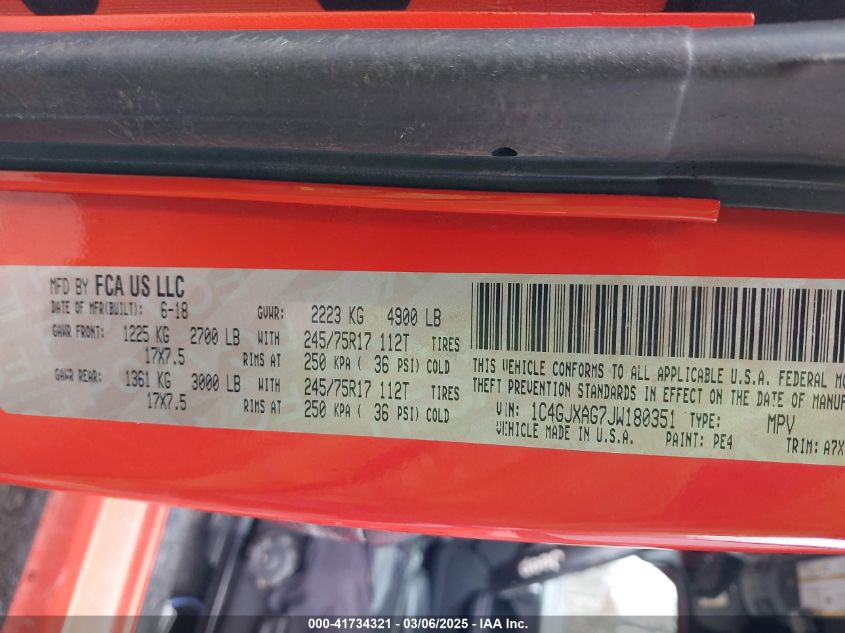 MFD BY FCA US LLC
DATE OF MFR(BUILT): 6-18 GVWR: 2223 KG 4900 LB
GAWR FRONT: 1225 KG 2700 LB WITH 245/75R17 112T TIRES
17X7.5 RIMS AT 250 KPA ( 36 PSI) COLD
GAWR REAR: 1361 KG 3000 LB WITH 245/75R17 112T TIRES
17X7.5 RIMS AT 250 KPA ( 36 PSI) COLD
THIS VEHICLE CONFORMS TO ALL APPLICABLE U.S.A. FEDERAL MO
THEFT PREVENTION STANDARDS IN EFFECT ON THE DATE OF MANUF
VIN: 1C4GJXAG7JW180351 TYPE: MPV
VEHICLE MADE IN U.S.A. PAINT: PE4 TRIM: A7X
Jeep
000-41734321 / 03/06/2025 / IAA Inc.